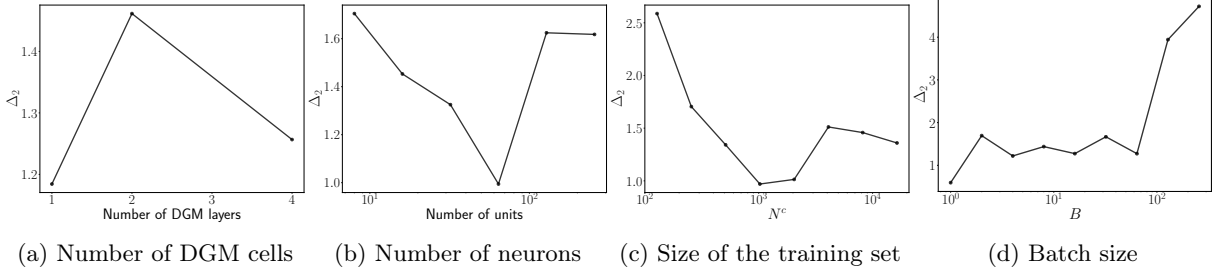 Δ₂
1.4
1.3
1.2
1
2
3
4
Number of DGM layers
(a) Number of DGM cells
Δ₂
1.6
1.4
1.2
1.0
10¹
10²
Number of units
(b) Number of neurons
Δ₂
2.5
2.0
1.5
1.0
10²
10³
10⁴
Nᶜ
(c) Size of the training set
Δ₂
4
3
2
1
10⁰
10¹
10²
B
(d) Batch size